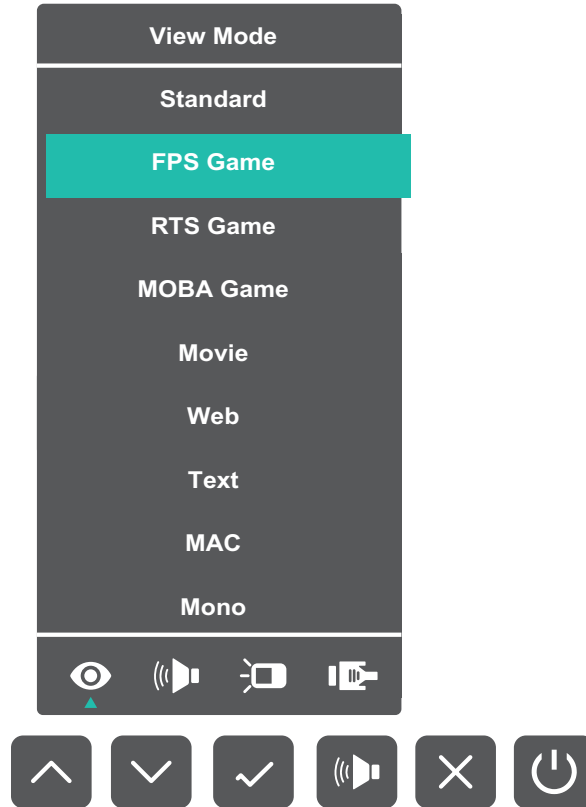 View Mode
Standard
FPS Game
RTS Game
MOBA Game
Movie
Web
Text
MAC
Mono